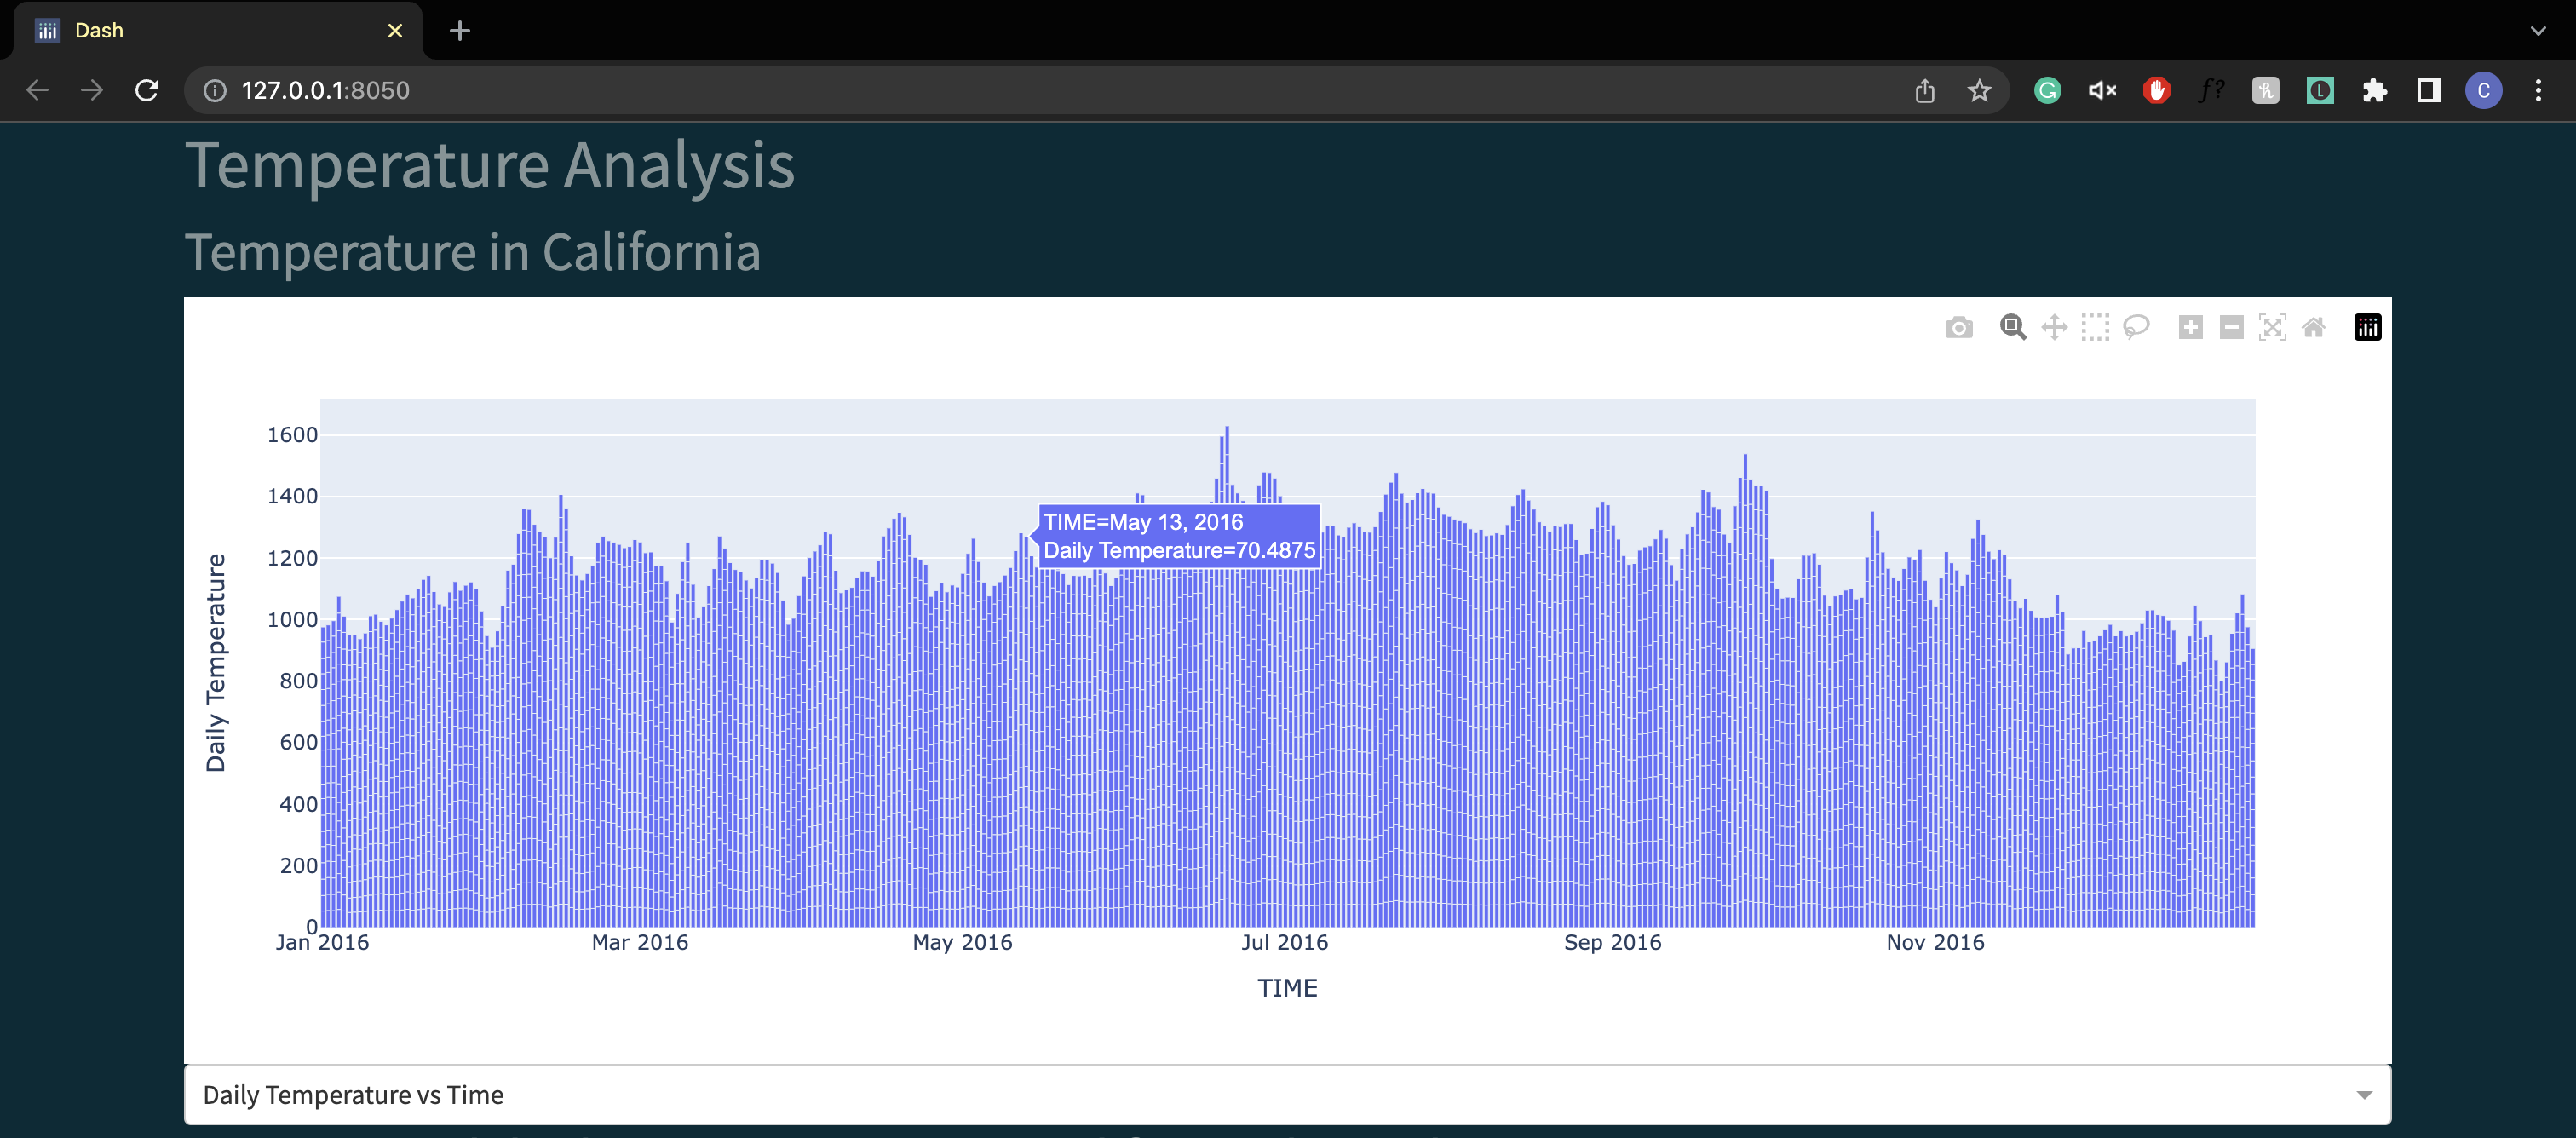 Dash
127.0.0.1:8050
C
Temperature Analysis
Temperature in California
1600
1400
1200
1000
800
600
400
200
0
Daily Temperature
TIME=May 13, 2016
Daily Temperature=70.4875
Jan 2016 Mar 2016 May 2016 Jul 2016 Sep 2016 Nov 2016
TIME
Daily Temperature vs Time